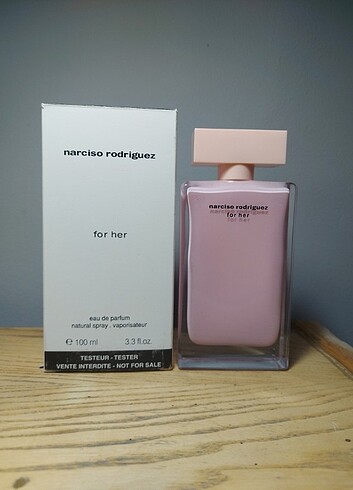 narciso rodriguez
for her
eau de parfum
natural spray . vaporisateur
℮ 100 ml 3.3 fl.oz.
TESTEUR - TESTER
VENTE INTERDITE - NOT FOR SALE
narciso rodriguez
for her